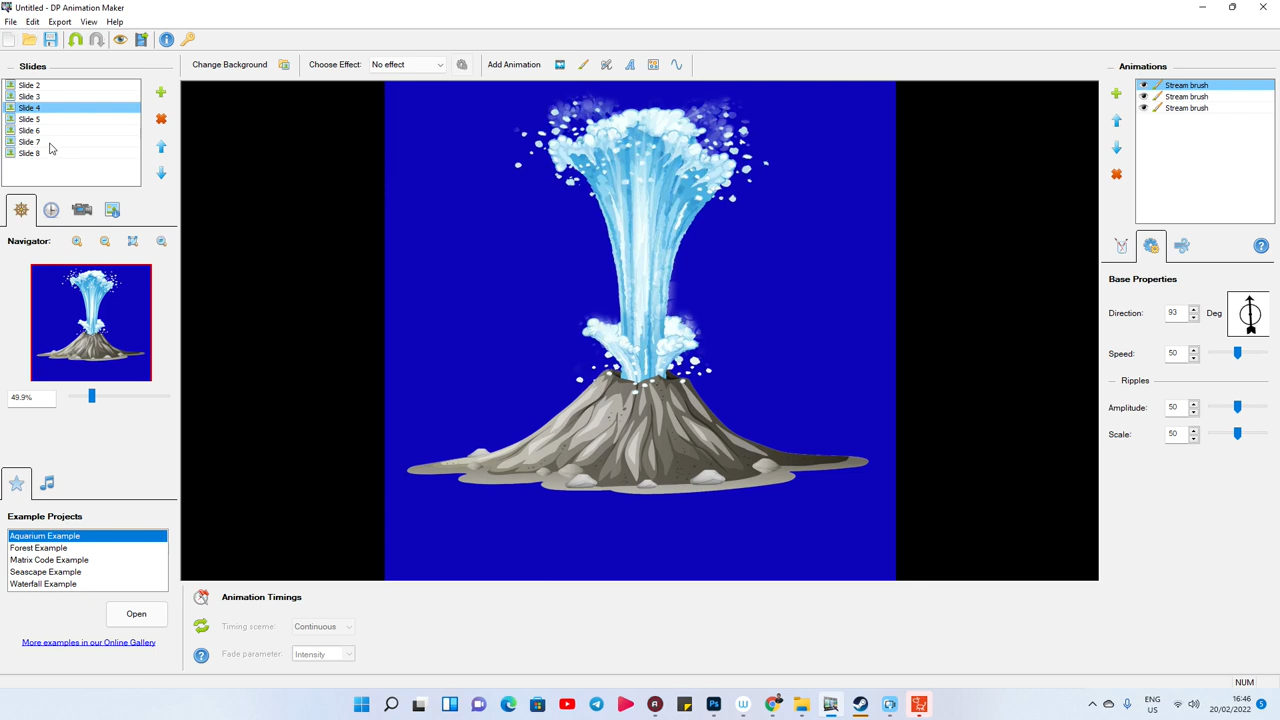 Untitled - DP Animation Maker
File Edit Export View Help
Slides
Change Background Choose Effect: No effect Add Animation
Animations
Slide 2
Slide 3
Slide 4
Slide 5
Slide 6
Slide 7
Slide 8
Stream brush
Stream brush
Stream brush
Navigator:
49.9%
Base Properties
Direction: 93 Deg
Speed: 50
Ripples
Amplitude: 50
Scale: 50
Example Projects
Aquarium Example
Forest Example
Matrix Code Example
Seascape Example
Waterfall Example
Open
More examples in our Online Gallery
Animation Timings
Timing sceme: Continuous
Fade parameter: Intensity
NUM
ENG
US
16:46
20/02/2022